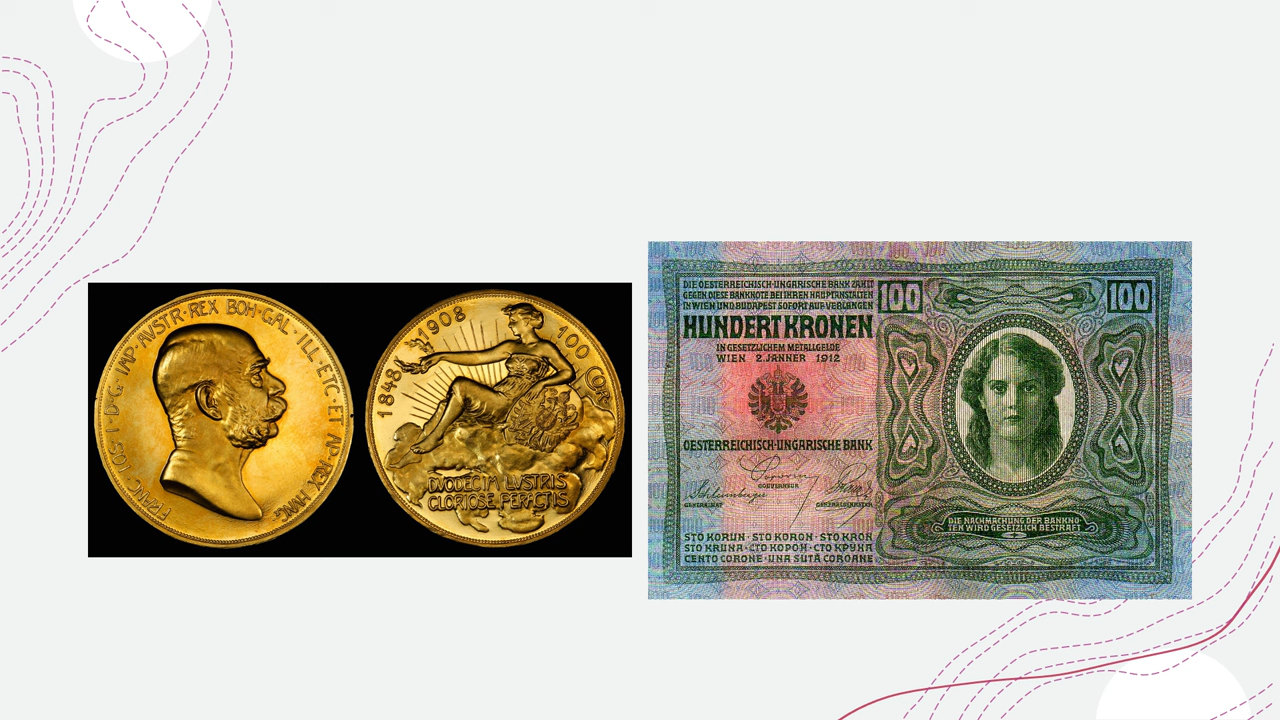 FRANC·IOS·I·D·G·IMP·AVSTR·REX BOH·GAL·ILL·ETC·ET AP·REX HVNG·
1848 1908
100 COR·
DVODECIM LVSTRIS
GLORIOSE PERACTIS
DIE OESTERREICHISCH-UNGARISCHE BANK ZAHLT
GEGEN DIESE BANKNOTE BEI IHREN HAUPTANSTALTEN
IN WIEN UND BUDAPEST SOFORT AUF VERLANGEN
HUNDERT KRONEN
IN GESETZLICHEM METALLGELDE
WIEN 2. JÄNNER 1912
OESTERREICHISCH-UNGARISCHE BANK
GOUVERNEUR
GENERALRAT GENERALSEKRETÄR
STO KORUN · STO KORON · STO KRON
STO KRUNA · СТО КОРОН · СТО КРУНА
CENTO CORONE · UNA SUTĂ COROANE
100 100
DIE NACHMACHUNG DER BANKNO
TEN WIRD GESETZLICH BESTRAFT